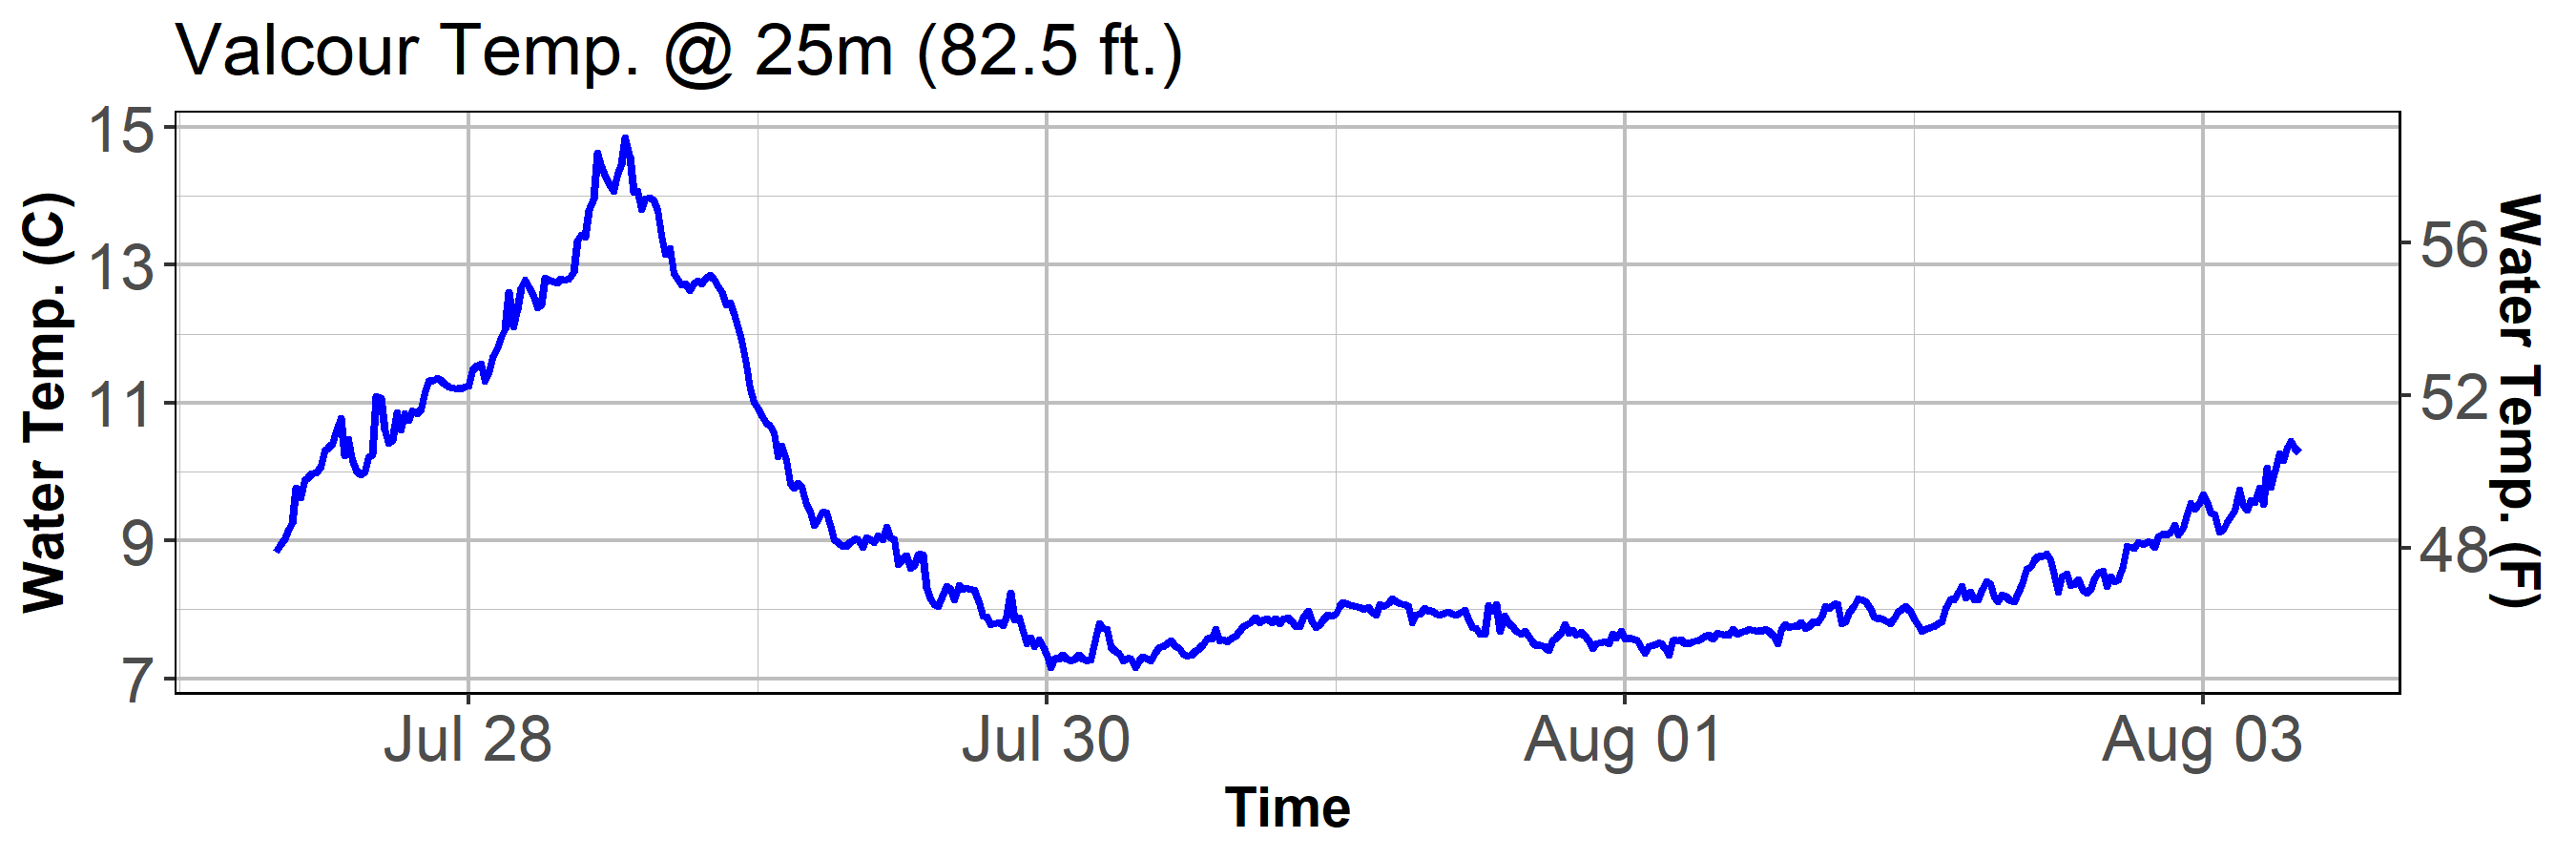 Valcour Temp. @ 25m (82.5 ft.)
Water Temp. (C)
15
13
11
9
7
56
52
48
Water Temp. (F)
Jul 28
Jul 30
Aug 01
Aug 03
Time